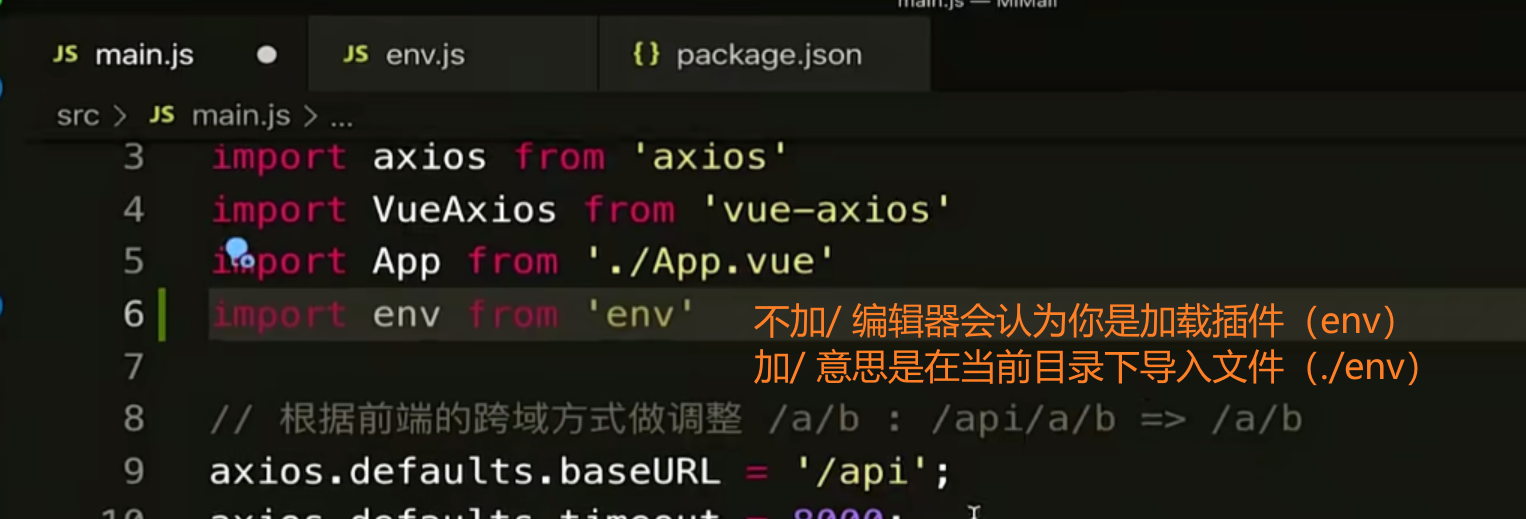 main.js — MiMall
JS main.js ● JS env.js {} package.json
src > JS main.js > ...
3 import axios from 'axios'
4 import VueAxios from 'vue-axios'
5 import App from './App.vue'
6 import env from 'env' 不加/ 编辑器会认为你是加载插件（env）
加/ 意思是在当前目录下导入文件（./env）
7
8 // 根据前端的跨域方式做调整 /a/b : /api/a/b => /a/b
9 axios.defaults.baseURL = '/api';
10 axios.defaults.timeout = 8000;